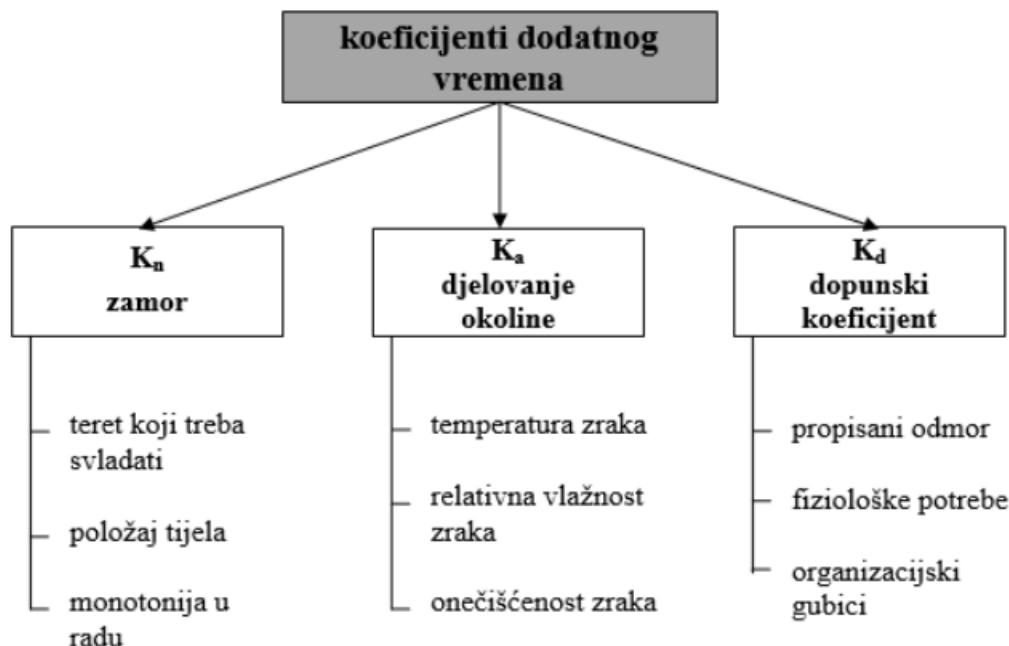 koeficijenti dodatnog
vremena
Kₙ
zamor
teret koji treba
svladati
položaj tijela
monotonija u
radu
Kₐ
djelovanje
okoline
temperatura zraka
relativna vlažnost
zraka
onečišćenost zraka
K_d
dopunski
koeficijent
propisani odmor
fiziološke potrebe
organizacijski
gubici